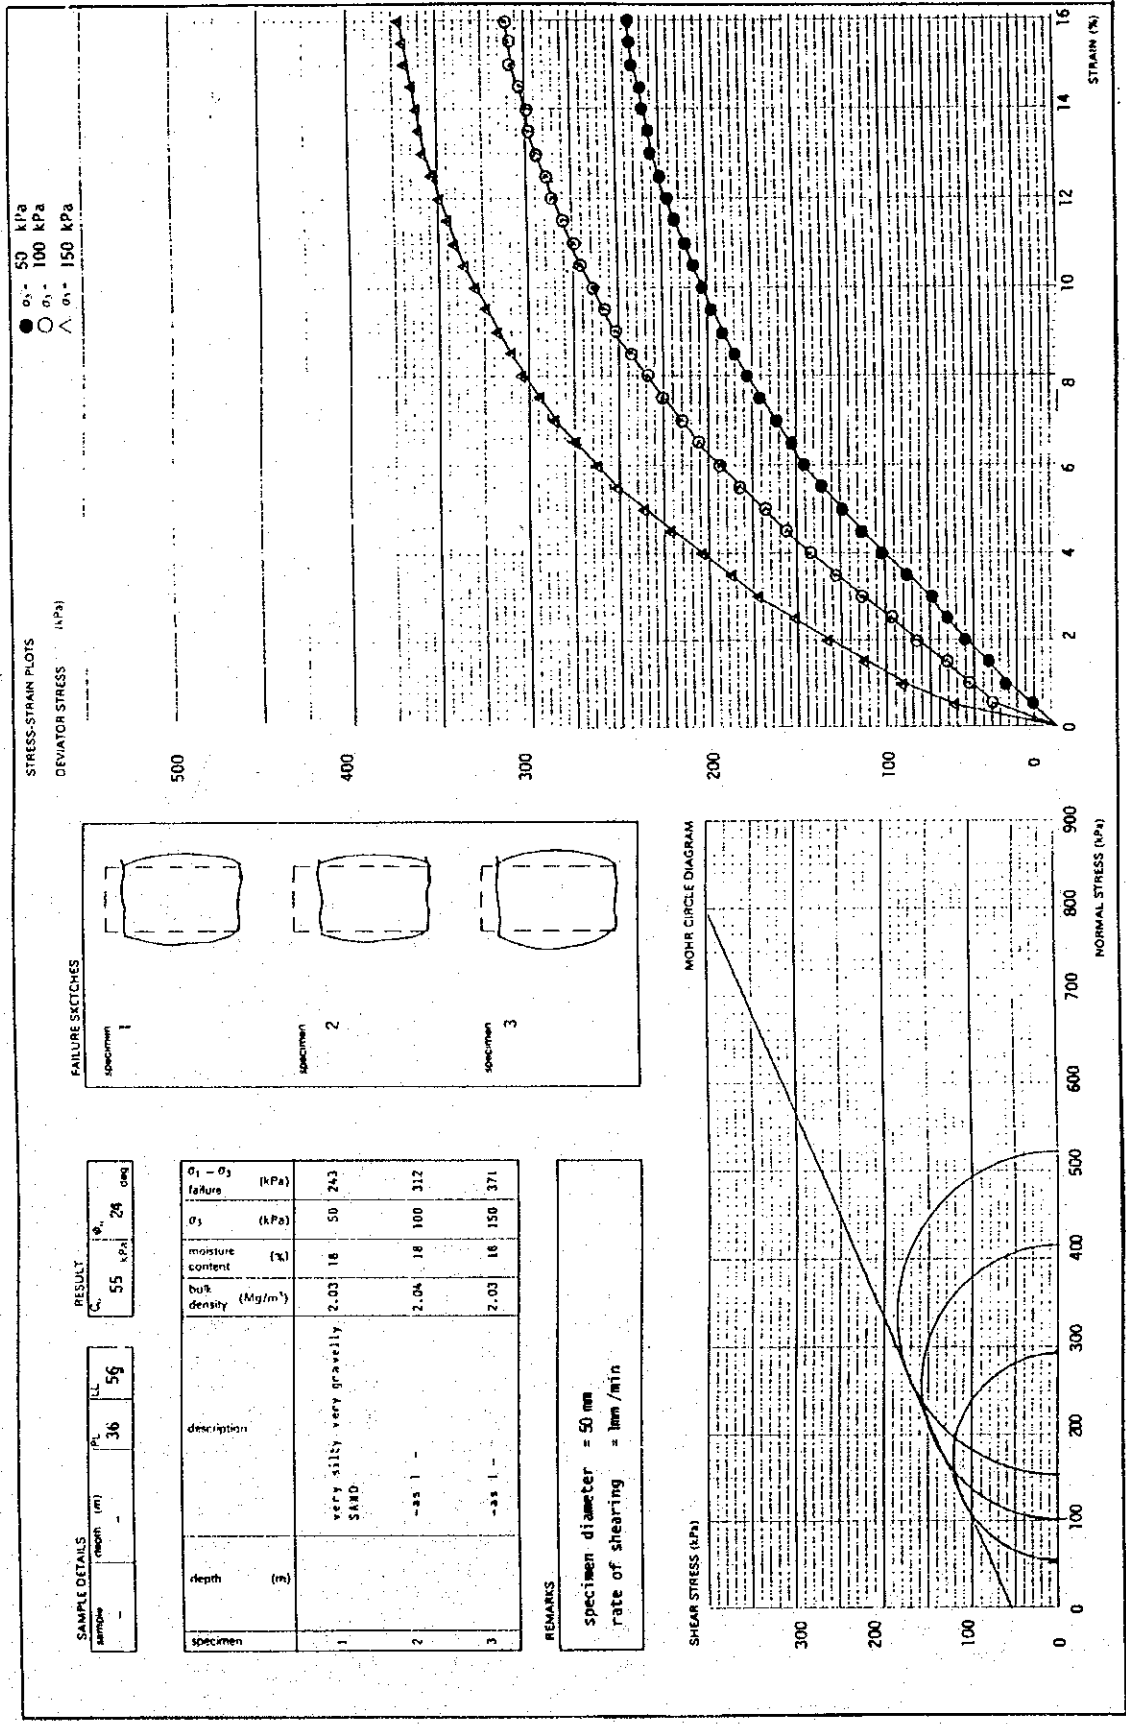 SAMPLE DETAILS
sample
-
depth (m)
-
PL
36
LL
56
RESULT
Cu
55 kPa
Φu
24 deg
specimen
depth (m)
description
bulk density (Mg/m³)
moisture content (%)
σ3 (kPa)
σ1 - σ3 failure (kPa)
1 very silty very gravelly SAND 2.03 18 50 243
2 -as 1 - 2.04 18 100 312
3 -as 1 - 2.03 18 150 371
REMARKS
specimen diameter = 50 mm
rate of shearing = 1mm/min
FAILURE SKETCHES
specimen 1
specimen 2
specimen 3
STRESS-STRAIN PLOTS
DEVIATOR STRESS (kPa)
σ3 - 50 kPa
σ3 - 100 kPa
σ3 - 150 kPa
500
400
300
200
100
0
0 2 4 6 8 10 12 14 16
STRAIN (%)
SHEAR STRESS (kPa)
MOHR CIRCLE DIAGRAM
300
200
100
0
0 100 200 300 400 500 600 700 800 900
NORMAL STRESS (kPa)